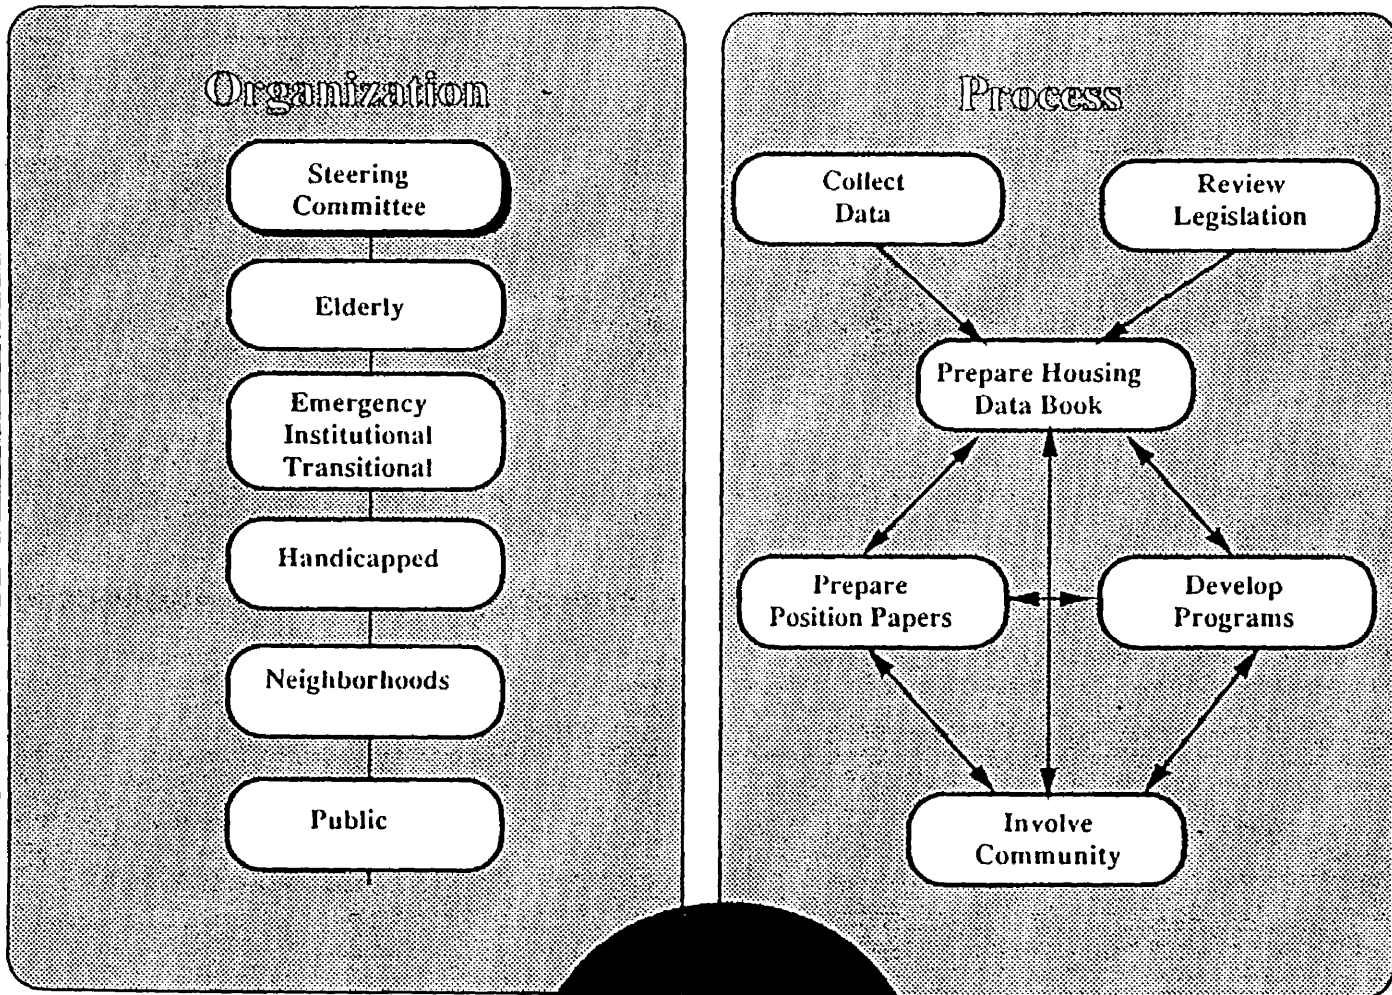 Organization
Steering
Committee
Elderly
Emergency
Institutional
Transitional
Handicapped
Neighborhoods
Public
Process
Collect
Data
Review
Legislation
Prepare Housing
Data Book
Prepare
Position Papers
Develop
Programs
Involve
Community